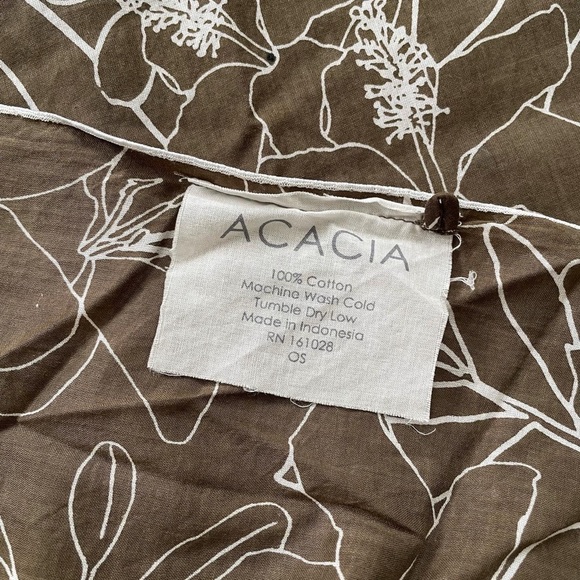 ACACIA
100% Cotton
Machine Wash Cold
Tumble Dry Low
Made in Indonesia
RN 161028
OS